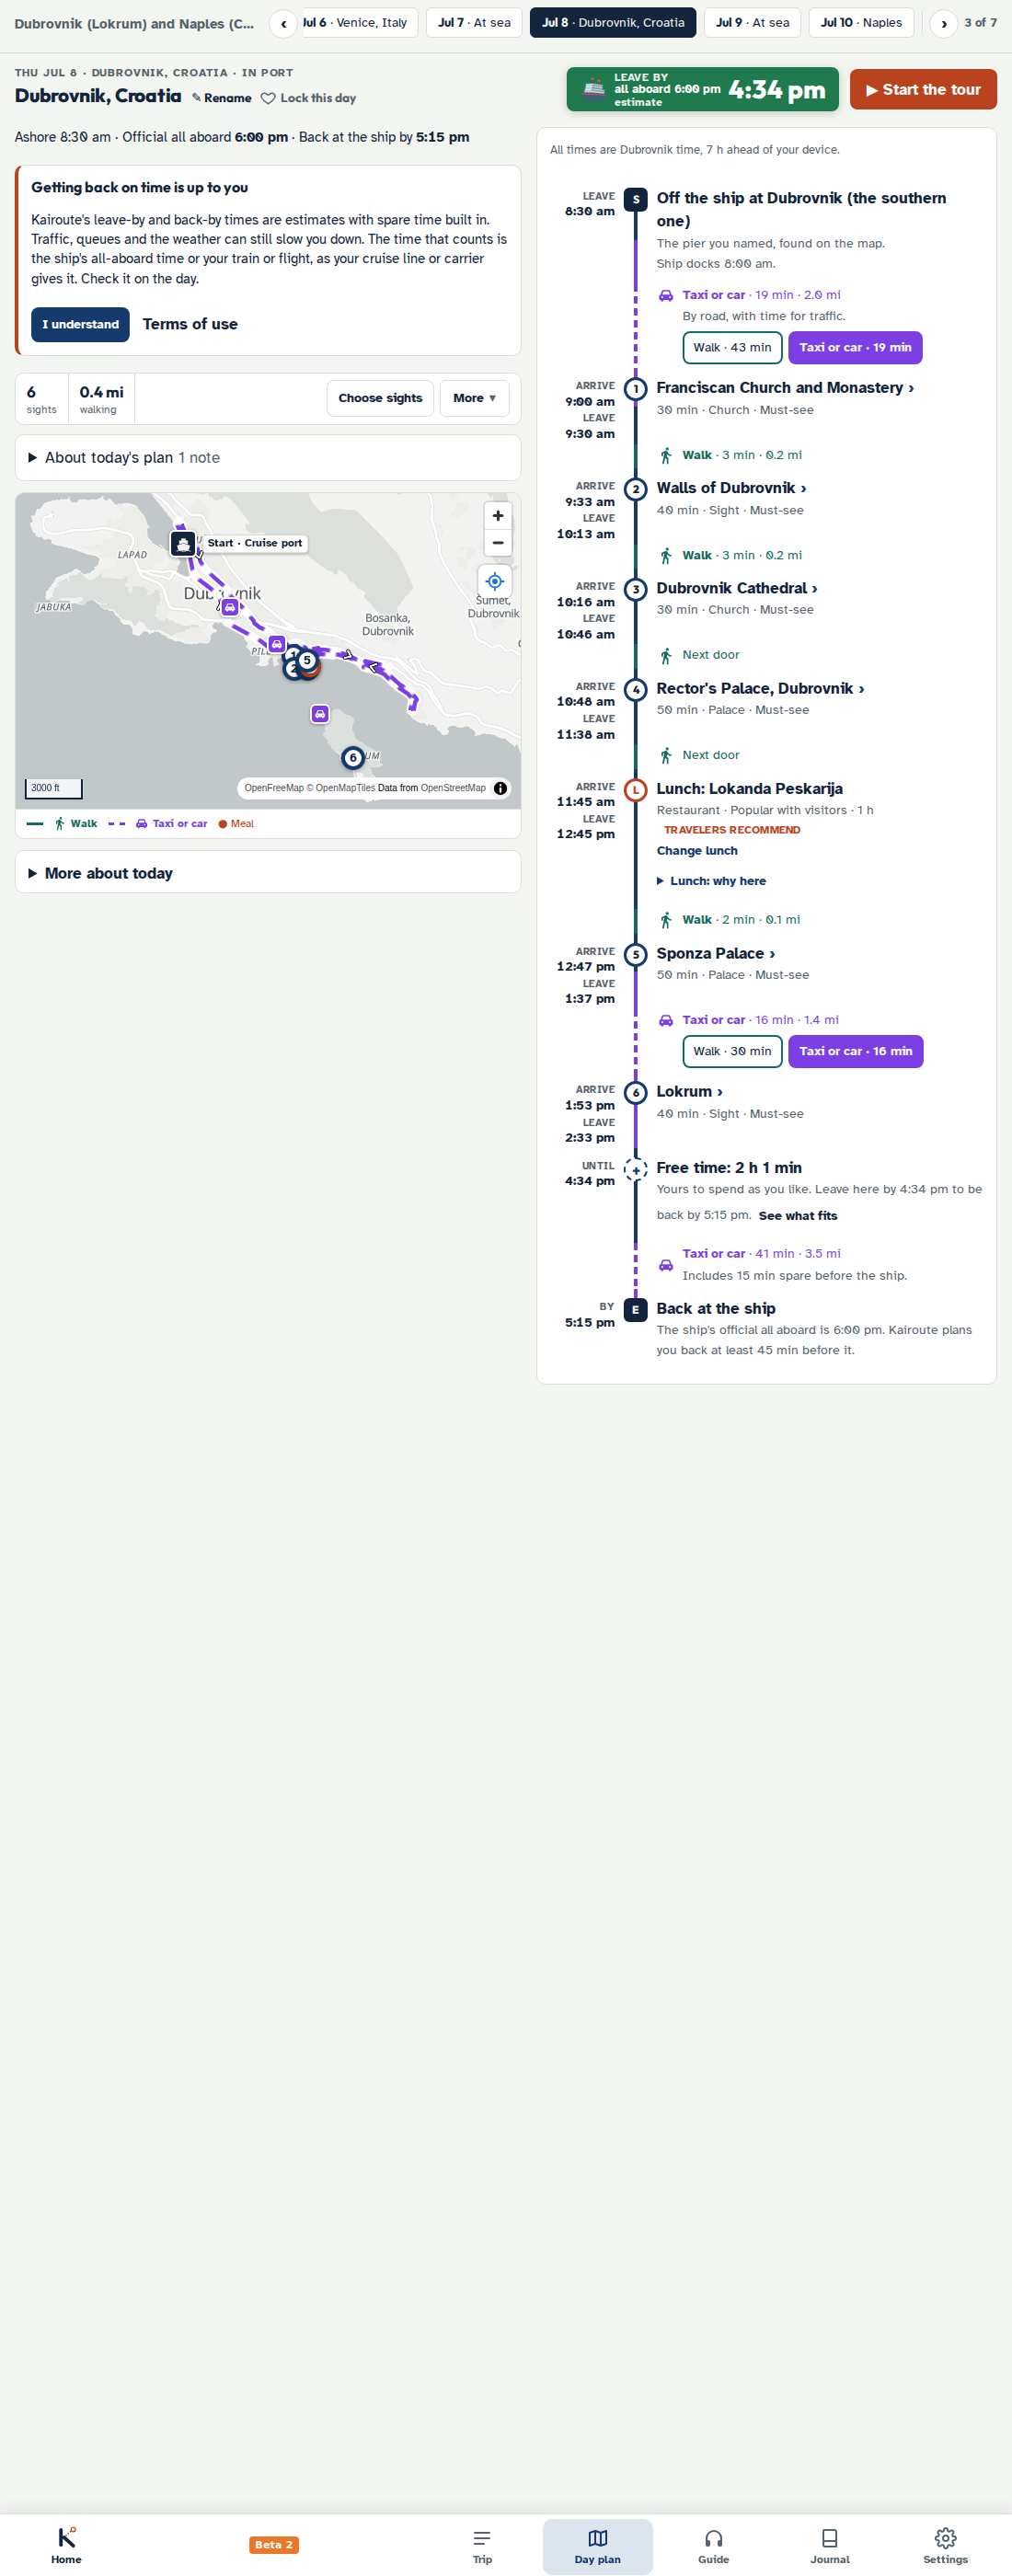 Dubrovnik (Lokrum) and Naples (C...
‹
Jul 6 · Venice, Italy
Jul 7 · At sea
Jul 8 · Dubrovnik, Croatia
Jul 9 · At sea
Jul 10 · Naples
›
3 of 7
THU JUL 8 · DUBROVNIK, CROATIA · IN PORT
Dubrovnik, Croatia
✎ Rename
Lock this day
LEAVE BY
all aboard 6:00 pm
estimate
4:34 pm
▶ Start the tour
Ashore 8:30 am · Official all aboard 6:00 pm · Back at the ship by 5:15 pm
Getting back on time is up to you
Kairoute's leave-by and back-by times are estimates with spare time built in.
Traffic, queues and the weather can still slow you down. The time that counts is
the ship's all-aboard time or your train or flight, as your cruise line or carrier
gives it. Check it on the day.
I understand
Terms of use
6
sights
0.4 mi
walking
Choose sights
More ▼
▶ About today's plan 1 note
LAPAD
JABUKA
Start · Cruise port
Bosanka,
Dubrovnik
Šumet,
Dubrovnik
5
6
+
−
3000 ft
OpenFreeMap © OpenMapTiles Data from OpenStreetMap
Walk
Taxi or car
Meal
▶ More about today
All times are Dubrovnik time, 7 h ahead of your device.
LEAVE
8:30 am
S
Off the ship at Dubrovnik (the southern
one)
The pier you named, found on the map.
Ship docks 8:00 am.
Taxi or car · 19 min · 2.0 mi
By road, with time for traffic.
Walk · 43 min
Taxi or car · 19 min
ARRIVE
9:00 am
LEAVE
9:30 am
1
Franciscan Church and Monastery ›
30 min · Church · Must-see
Walk · 3 min · 0.2 mi
ARRIVE
9:33 am
LEAVE
10:13 am
2
Walls of Dubrovnik ›
40 min · Sight · Must-see
Walk · 3 min · 0.2 mi
ARRIVE
10:16 am
LEAVE
10:46 am
3
Dubrovnik Cathedral ›
30 min · Church · Must-see
Next door
ARRIVE
10:48 am
LEAVE
11:38 am
4
Rector's Palace, Dubrovnik ›
50 min · Palace · Must-see
Next door
ARRIVE
11:45 am
LEAVE
12:45 pm
L
Lunch: Lokanda Peskarija
Restaurant · Popular with visitors · 1 h
TRAVELERS RECOMMEND
Change lunch
▶ Lunch: why here
Walk · 2 min · 0.1 mi
ARRIVE
12:47 pm
LEAVE
1:37 pm
5
Sponza Palace ›
50 min · Palace · Must-see
Taxi or car · 16 min · 1.4 mi
Walk · 30 min
Taxi or car · 16 min
ARRIVE
1:53 pm
LEAVE
2:33 pm
6
Lokrum ›
40 min · Sight · Must-see
UNTIL
4:34 pm
+
Free time: 2 h 1 min
Yours to spend as you like. Leave here by 4:34 pm to be
back by 5:15 pm. See what fits
Taxi or car · 41 min · 3.5 mi
Includes 15 min spare before the ship.
BY
5:15 pm
E
Back at the ship
The ship's official all aboard is 6:00 pm. Kairoute plans
you back at least 45 min before it.
Home
Beta 2
Trip
Day plan
Guide
Journal
Settings